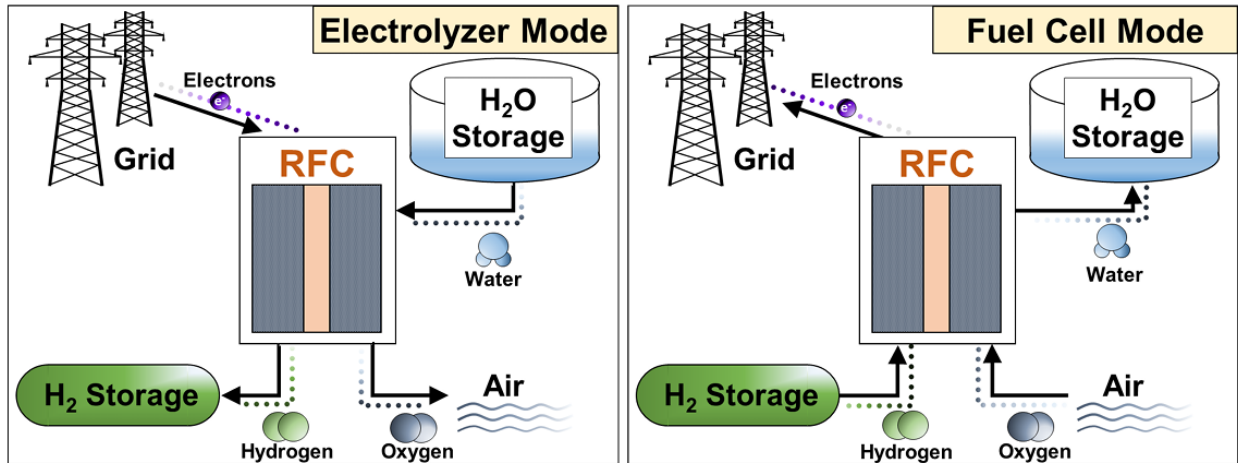 Electrolyzer Mode
Electrons
e⁻
H₂O
Storage
Grid
RFC
Water
H₂ Storage
Air
Hydrogen
Oxygen
Fuel Cell Mode
Electrons
e⁻
H₂O
Storage
Grid
RFC
Water
H₂ Storage
Air
Hydrogen
Oxygen